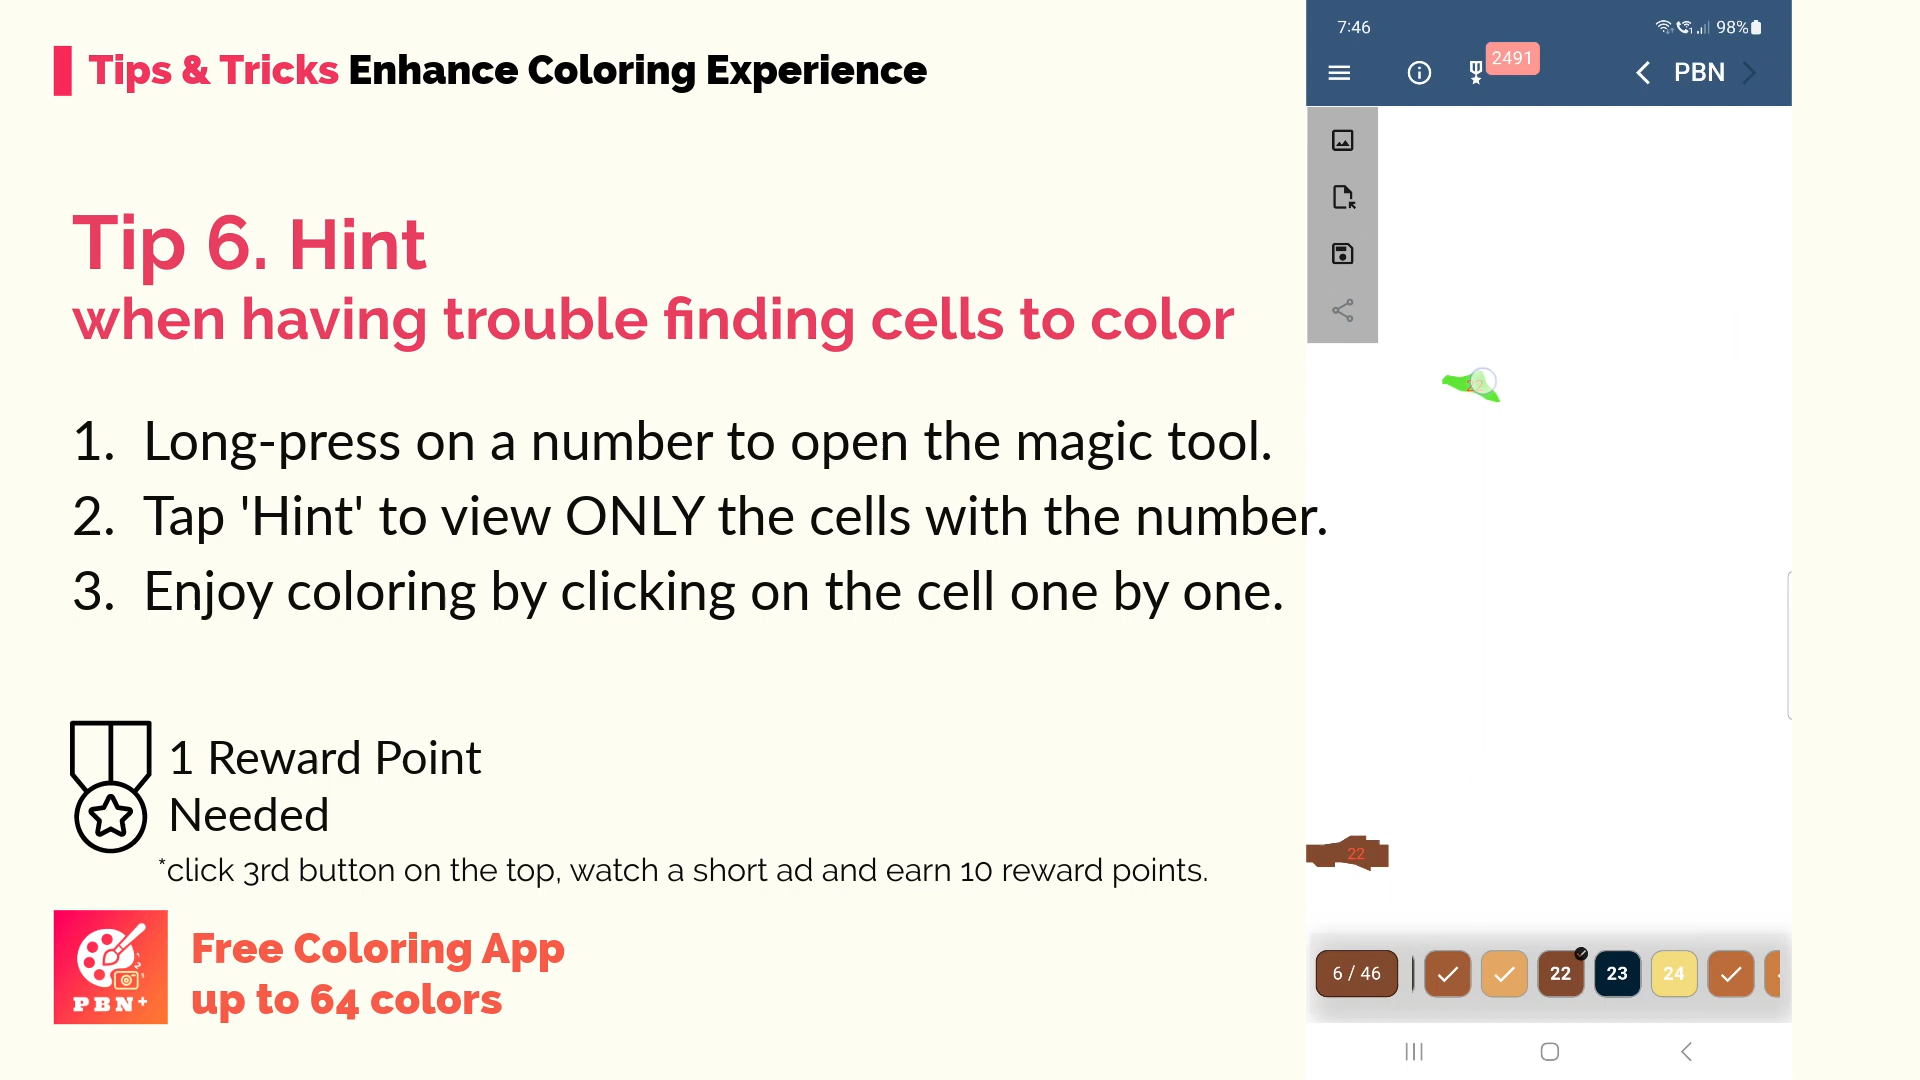 Tips & Tricks Enhance Coloring Experience
Tip 6. Hint
when having trouble finding cells to color
1. Long-press on a number to open the magic tool.
2. Tap 'Hint' to view ONLY the cells with the number.
3. Enjoy coloring by clicking on the cell one by one.
1 Reward Point
Needed
*click 3rd button on the top, watch a short ad and earn 10 reward points.
PBN+
Free Coloring App
up to 64 colors
7:46
98%
2491
PBN
22
22
6 / 46
22
23
24